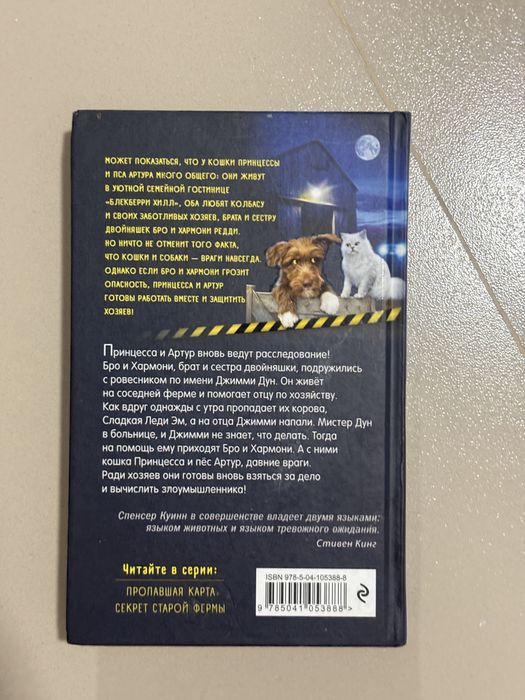 МОЖЕТ ПОКАЗАТЬСЯ, ЧТО У КОШКИ ПРИНЦЕССЫ
И ПСА АРТУРА МНОГО ОБЩЕГО: ОНИ ЖИВУТ
В УЮТНОЙ СЕМЕЙНОЙ ГОСТИНИЦЕ
«БЛЕКБЕРРИ ХИЛЛ», ОБА ЛЮБЯТ КОЛБАСУ
И СВОИХ ЗАБОТЛИВЫХ ХОЗЯЕВ, БРАТА И СЕСТРУ
ДВОЙНЯШЕК БРО И ХАРМОНИ РЕДДИ.
НО НИЧТО НЕ ОТМЕНИТ ТОГО ФАКТА,
ЧТО КОШКИ И СОБАКИ — ВРАГИ НАВСЕГДА.
ОДНАКО ЕСЛИ БРО И ХАРМОНИ ГРОЗИТ
ОПАСНОСТЬ, ПРИНЦЕССА И АРТУР
ГОТОВЫ РАБОТАТЬ ВМЕСТЕ И ЗАЩИТИТЬ
ХОЗЯЕВ!
Принцесса и Артур вновь ведут расследование!
Бро и Хармони, брат и сестра двойняшки, подружились
с ровесником по имени Джимми Дун. Он живёт
на соседней ферме и помогает отцу по хозяйству.
Как вдруг однажды с утра пропадает их корова,
Сладкая Леди Эм, а на отца Джимми напали. Мистер Дун
в больнице, и Джимми не знает, что делать. Тогда
на помощь ему приходят Бро и Хармони. А с ними
кошка Принцесса и пёс Артур, давние враги.
Ради хозяев они готовы вновь взяться за дело
и вычислить злоумышленника!
Спенсер Куинн в совершенстве владеет двумя языками:
языком животных и языком тревожного ожидания.
Стивен Кинг
Читайте в серии:
ПРОПАВШАЯ КАРТА
СЕКРЕТ СТАРОЙ ФЕРМЫ
ISBN 978-5-04-105388-8
9 785041 053888 >